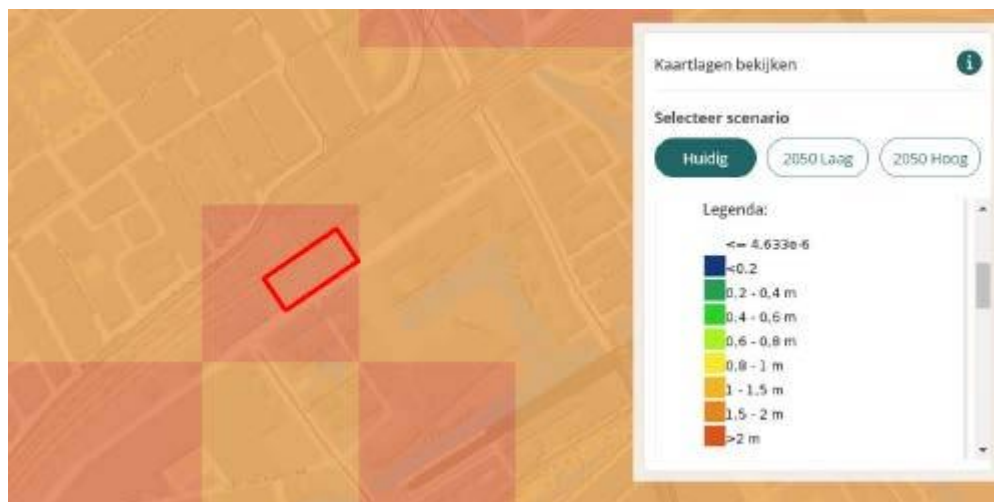 Kaartlagen bekijken
i
Selecteer scenario
Huidig
2050 Laag
2050 Hoog
Legenda:
<= 4.633e-6
<0.2
0,2 - 0,4 m
0,4 - 0,6 m
0,6 - 0,8 m
0,8 - 1 m
1 - 1,5 m
1,5 - 2 m
>2 m